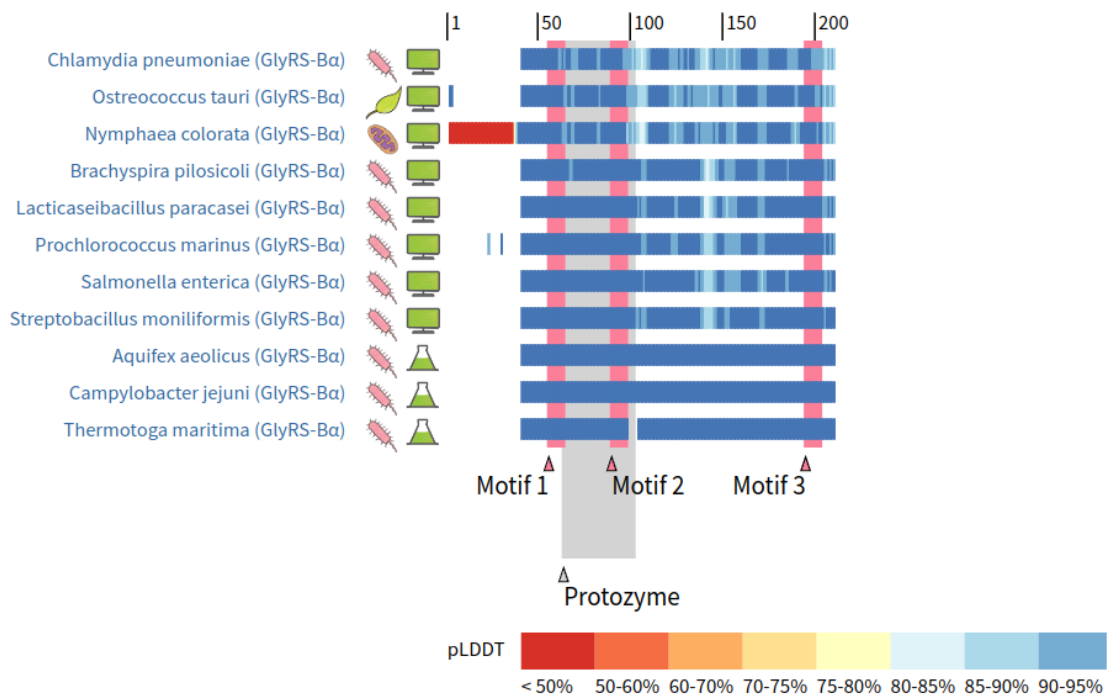 1 50 100 150 200
Chlamydia pneumoniae (GlyRS-Bα)
Ostreococcus tauri (GlyRS-Bα)
Nymphaea colorata (GlyRS-Bα)
Brachyspira pilosicoli (GlyRS-Bα)
Lacticaseibacillus paracasei (GlyRS-Bα)
Prochlorococcus marinus (GlyRS-Bα)
Salmonella enterica (GlyRS-Bα)
Streptobacillus moniliformis (GlyRS-Bα)
Aquifex aeolicus (GlyRS-Bα)
Campylobacter jejuni (GlyRS-Bα)
Thermotoga maritima (GlyRS-Bα)
Motif 1 Motif 2 Motif 3
Protozyme
pLDDT
< 50% 50-60% 60-70% 70-75% 75-80% 80-85% 85-90% 90-95%